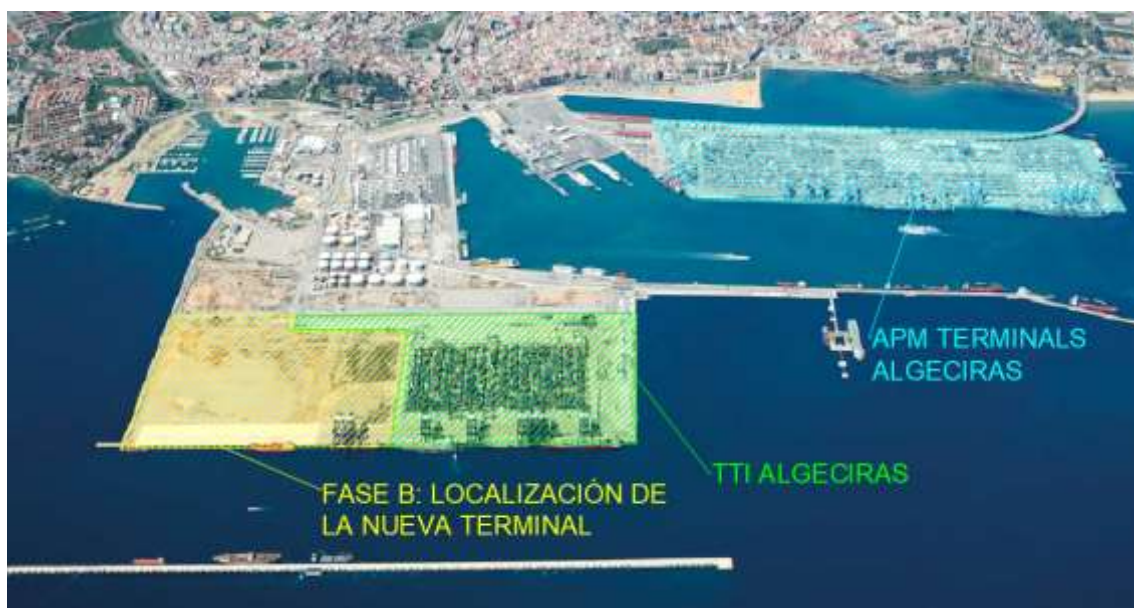 APM TERMINALS
ALGECIRAS
TTI ALGECIRAS
FASE B: LOCALIZACIÓN DE
LA NUEVA TERMINAL